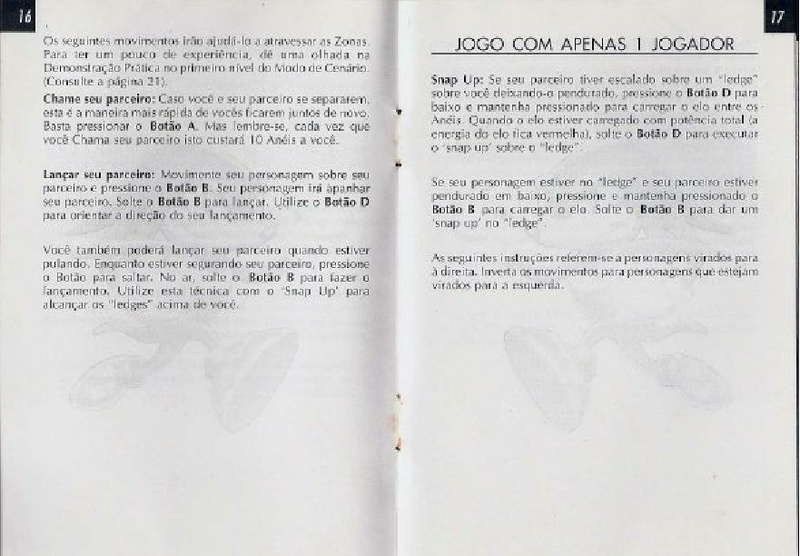 16
Os seguintes movimentos irão ajudá-lo a atravessar as Zonas.
Para ter um pouco de experiência, dê uma olhada na
Demonstração Prática no primeiro nível do Modo de Cenário.
(Consulte a página 21).
Chame seu parceiro: Caso você e seu parceiro se separarem,
esta é a maneira mais rápida de vocês ficarem juntos de novo.
Basta pressionar o Botão A. Mas lembre-se, cada vez que
você Chama seu parceiro isto custará 10 Anéis a você.
Lançar seu parceiro: Movimente seu personagem sobre seu
parceiro e pressione o Botão B. Seu personagem irá apanhar
seu parceiro. Solte o Botão B para lançar. Utilize o Botão D
para orientar a direção do seu lançamento.
Você também poderá lançar seu parceiro quando estiver
pulando. Enquanto estiver segurando seu parceiro, pressione
o Botão para saltar. No ar, solte o Botão B para fazer o
lançamento. Utilize esta técnica com o 'Snap Up' para
alcançar os "ledges" acima de você.
17
JOGO COM APENAS 1 JOGADOR
Snap Up: Se seu parceiro tiver escalado sobre um "ledge"
sobre você deixando-o pendurado, pressione o Botão D para
baixo e mantenha pressionado para carregar o elo entre os
Anéis. Quando o elo estiver carregado com potência total (a
energia do elo fica vermelha), solte o Botão D para executar
o 'snap up' sobre o "ledge".
Se seu personagem estiver no "ledge" e seu parceiro estiver
pendurado em baixo, pressione e mantenha pressionado o
Botão B para carregar o elo. Solte o Botão B para dar um
'snap up' no "ledge".
As seguintes instruções referem-se a personagens virados para
à direita. Inverta os movimentos para personagens que estejam
virados para a esquerda.